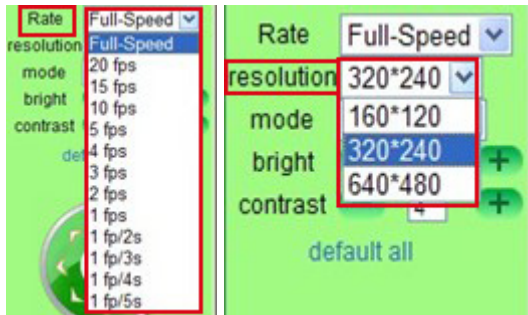 Rate Full-Speed
resolution Full-Speed
mode 20 fps
15 fps
bright 10 fps
contrast 5 fps
def 4 fps
3 fps
2 fps
1 fps
1 fp/2s
1 fp/3s
1 fp/4s
1 fp/5s
Rate Full-Speed
resolution 320*240
mode 160*120
bright 320*240 +
640*480
contrast 4 +
default all